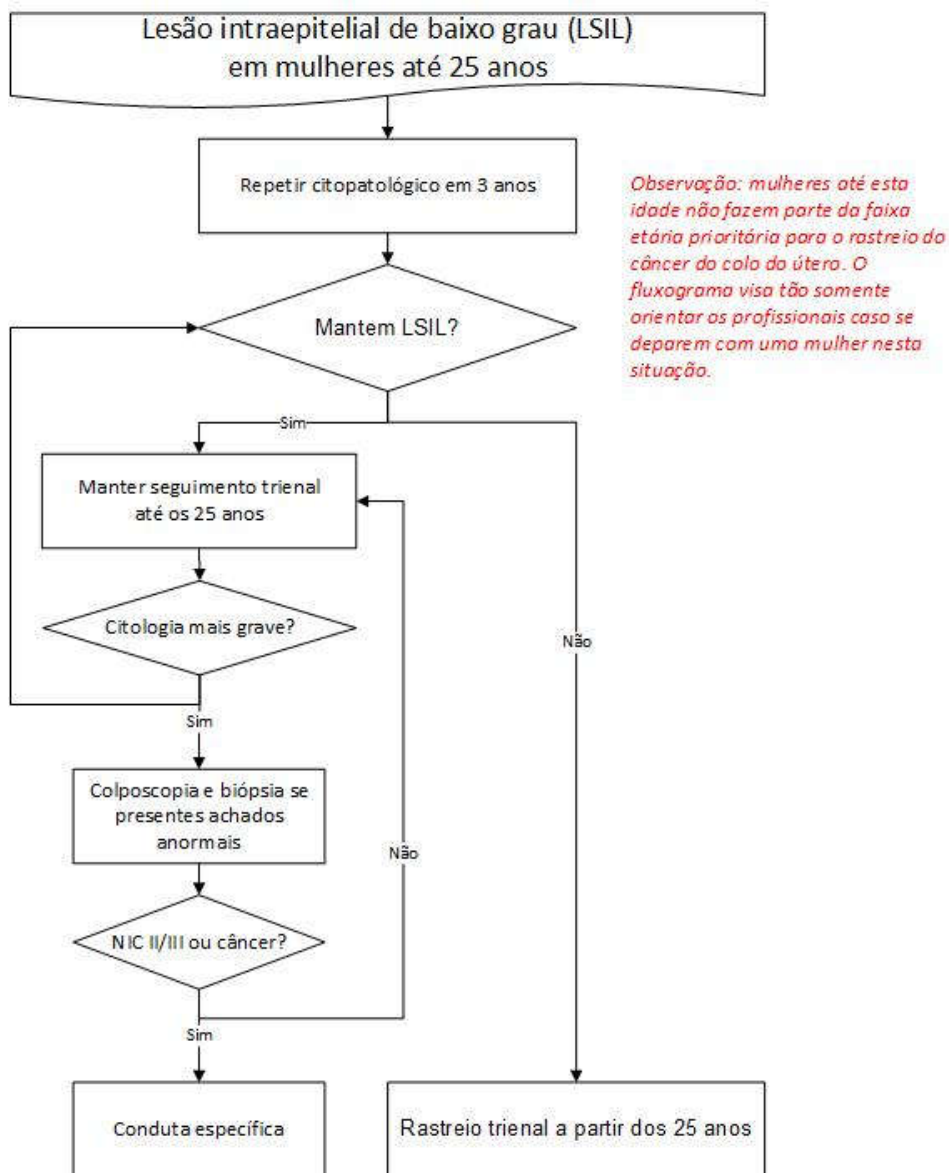 Lesão intraepitelial de baixo grau (LSIL)
em mulheres até 25 anos
Repetir citopatológico em 3 anos
Observação: mulheres até esta
idade não fazem parte da faixa
etária prioritária para o rastreio do
câncer do colo do útero. O
fluxograma visa tão somente
orientar os profissionais caso se
deparem com uma mulher nesta
situação.
Mantem LSIL?
Sim
Manter seguimento trienal
até os 25 anos
Citologia mais grave?
Não
Sim
Colposcopia e biópsia se
presentes achados
anormais
Não
NIC II/III ou câncer?
Sim
Conduta específica
Rastreio trienal a partir dos 25 anos